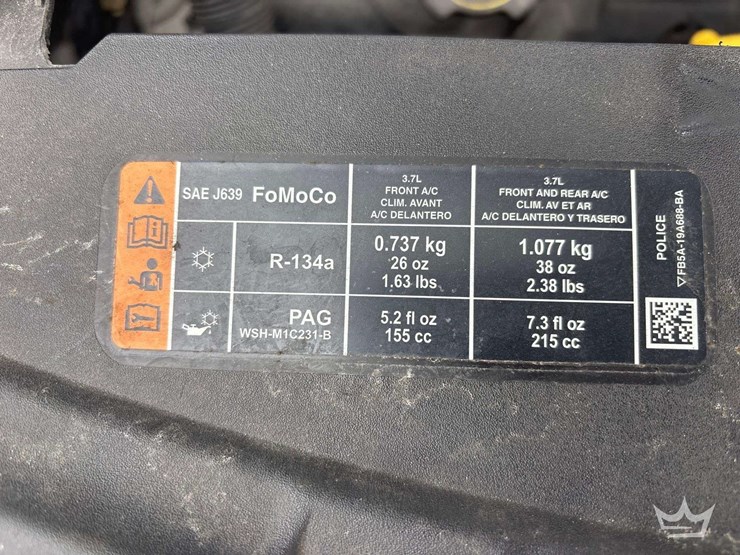 SAE J639 FoMoCo
3.7L
FRONT A/C
CLIM. AVANT
A/C DELANTERO
3.7L
FRONT AND REAR A/C
CLIM. AV ET AR
A/C DELANTERO Y TRASERO
R-134a
0.737 kg
26 oz
1.63 lbs
1.077 kg
38 oz
2.38 lbs
PAG
WSH-M1C231-B
5.2 fl oz
155 cc
7.3 fl oz
215 cc
POLICE
▽FB5A-19A688-BA